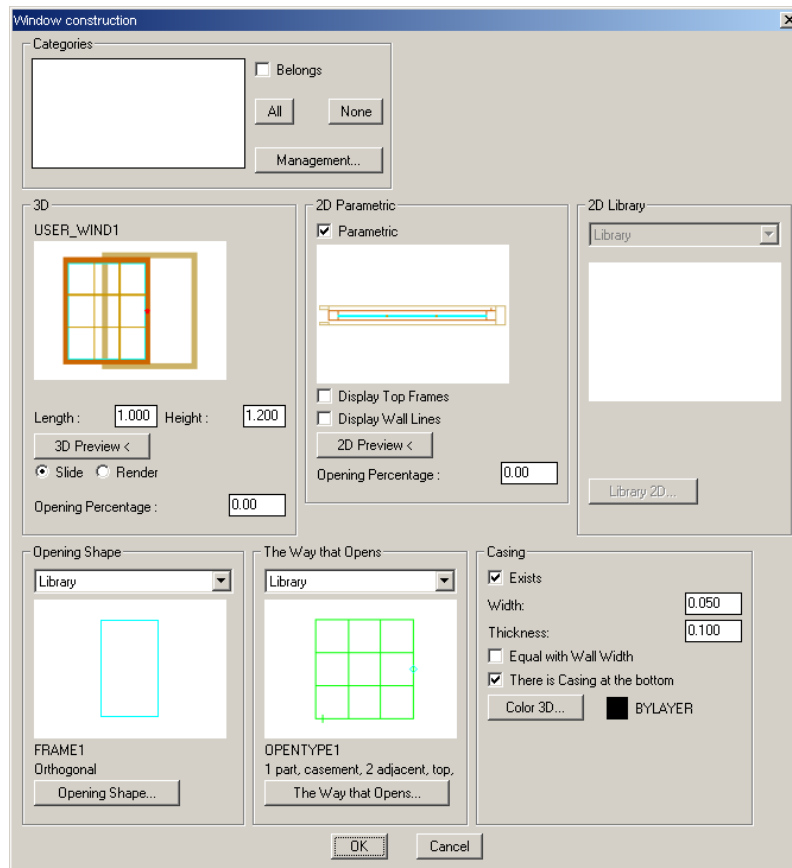 Window construction
Categories
Belongs
All
None
Management...
3D
USER_WIND1
Length :
1.000
Height :
1.200
3D Preview <
Slide
Render
Opening Percentage :
0.00
2D Parametric
Parametric
Display Top Frames
Display Wall Lines
2D Preview <
Opening Percentage :
0.00
2D Library
Library
Library 2D...
Opening Shape
Library
FRAME1
Orthogonal
Opening Shape...
The Way that Opens
Library
OPENTYPE1
1 part, casement, 2 adjacent, top,
The Way that Opens...
Casing
Exists
Width:
0.050
Thickness:
0.100
Equal with Wall Width
There is Casing at the bottom
Color 3D...
BYLAYER
OK
Cancel